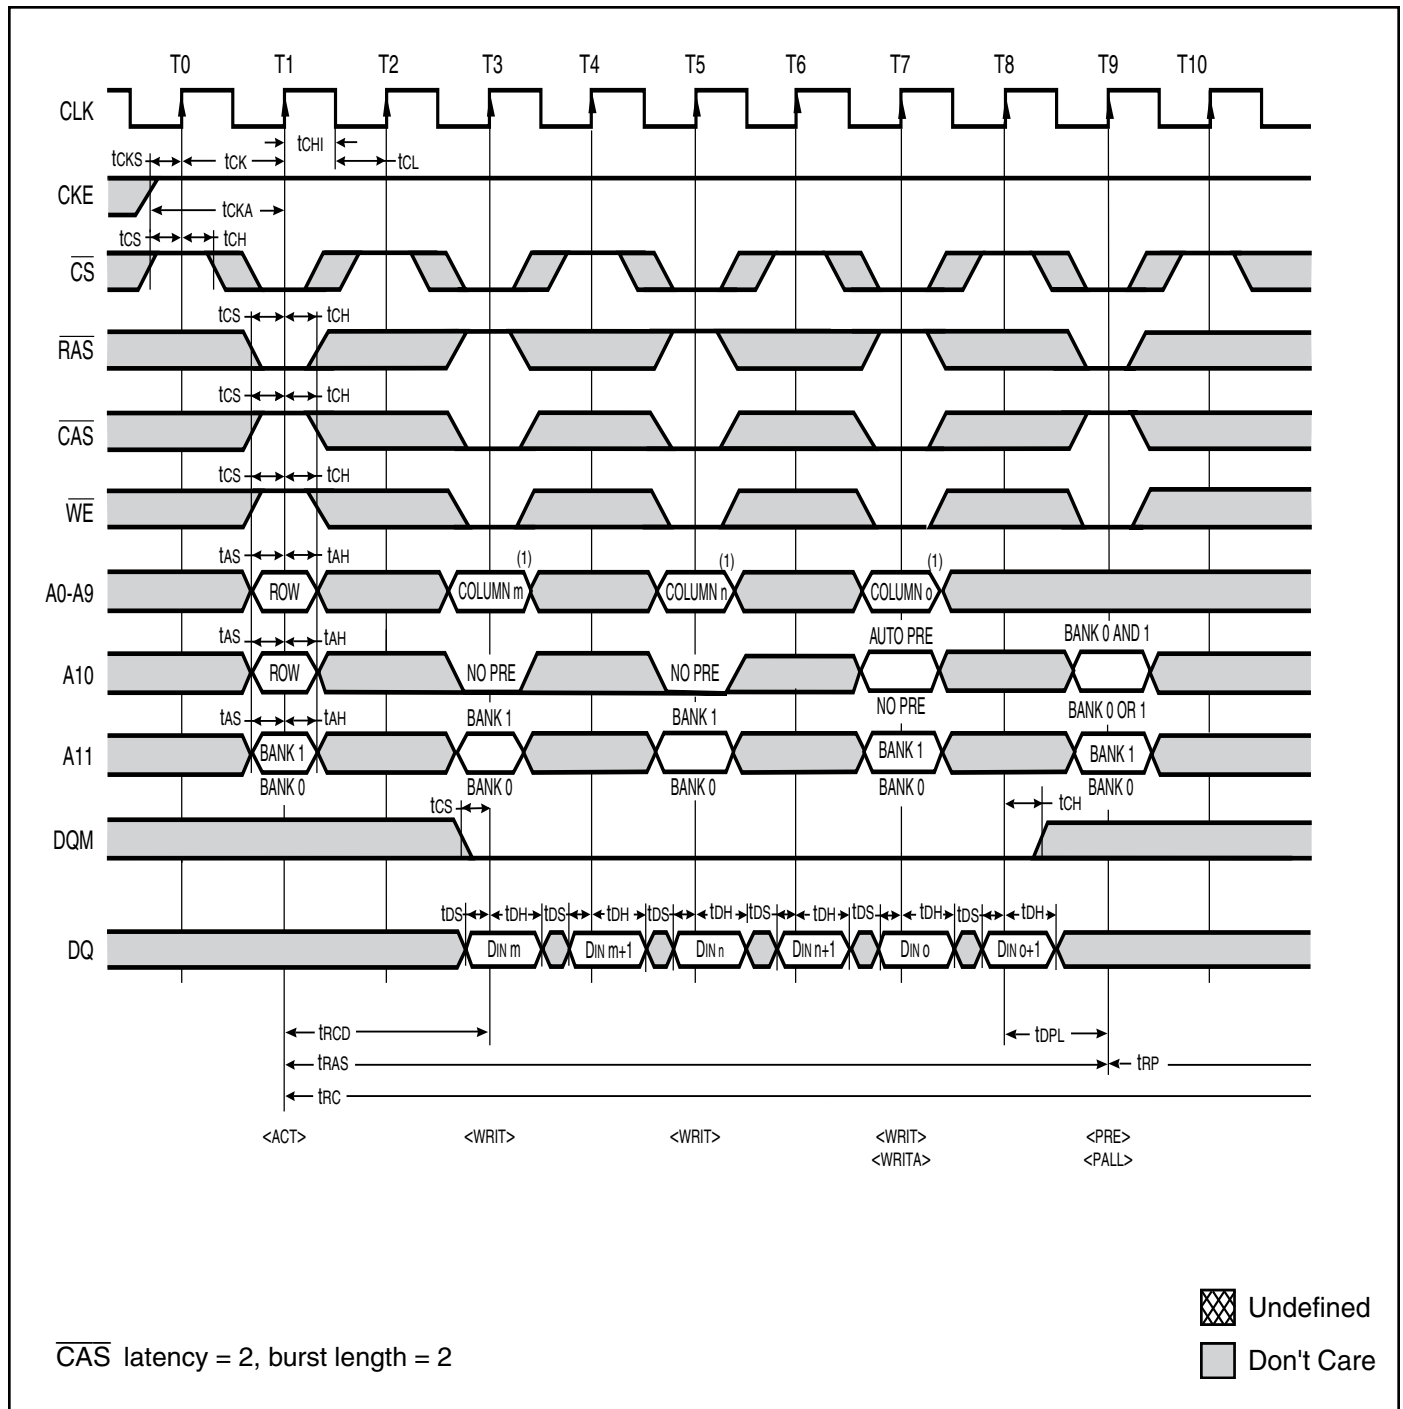 T0 T1 T2 T3 T4 T5 T6 T7 T8 T9 T10
CLK
tCHI
tCKS tCK tCL
CKE
tCKA
tCS tCH
CS
tCS tCH
RAS
tCS tCH
CAS
tCS tCH
WE
tAS tAH (1) (1) (1)
A0-A9 ROW COLUMN m COLUMN n COLUMN o
tAS tAH AUTO PRE BANK 0 AND 1
A10 ROW NO PRE NO PRE
NO PRE BANK 0 OR 1
tAS tAH BANK 1 BANK 1
A11 BANK 1 BANK 1 BANK 1
BANK 0 BANK 0 BANK 0 BANK 0 BANK 0
tCS tCH
DQM
tDS tDH tDS tDH tDS tDH tDS tDH tDS tDH tDS tDH
DQ DIN m DIN m+1 DIN n DIN n+1 DIN o DIN o+1
tRCD tDPL
tRAS tRP
tRC
<ACT> <WRIT> <WRIT> <WRIT> <PRE>
<WRITA> <PALL>
Undefined
CAS latency = 2, burst length = 2
Don't Care